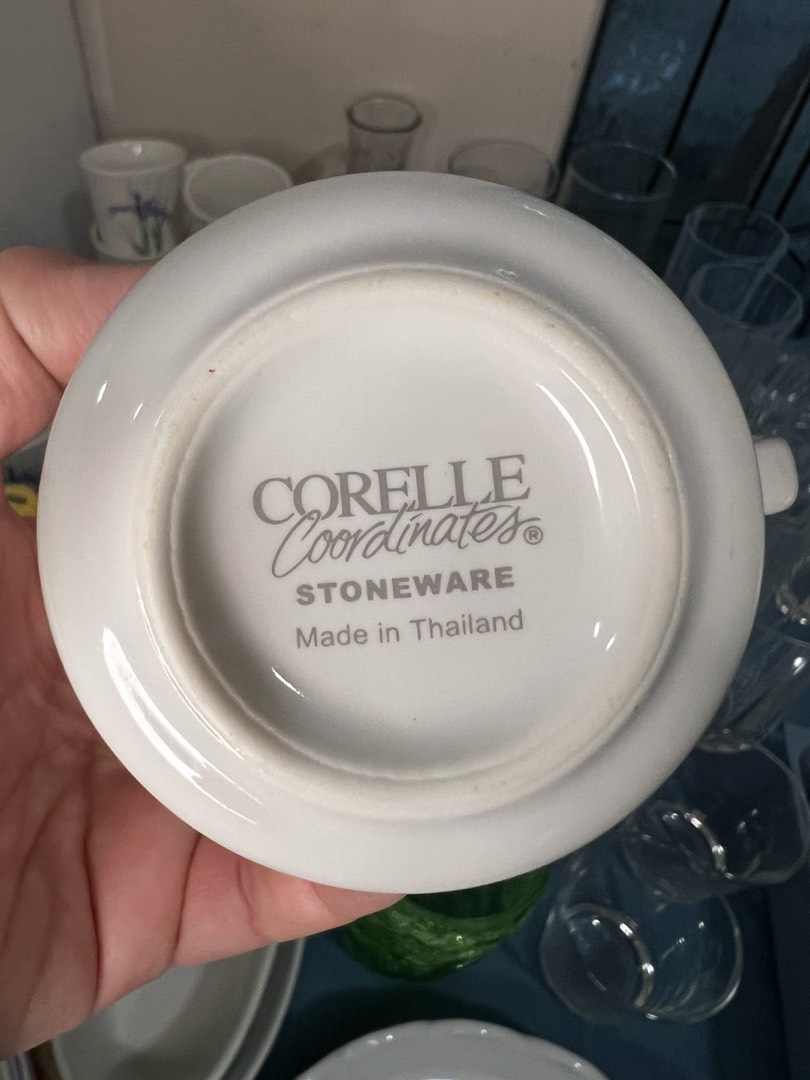 CORELLE
Coordinates®
STONEWARE
Made in Thailand